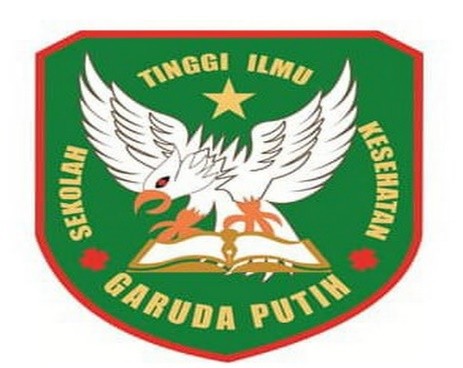 SEKOLAH
TINGGI ILMU
KESEHATAN
GARUDA PUTIH